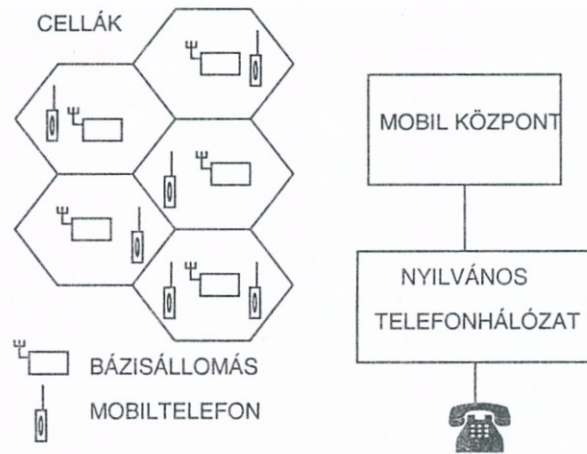 CELLÁK
MOBIL KÖZPONT
NYILVÁNOS
TELEFONHÁLÓZAT
BÁZISÁLLOMÁS
MOBILTELEFON